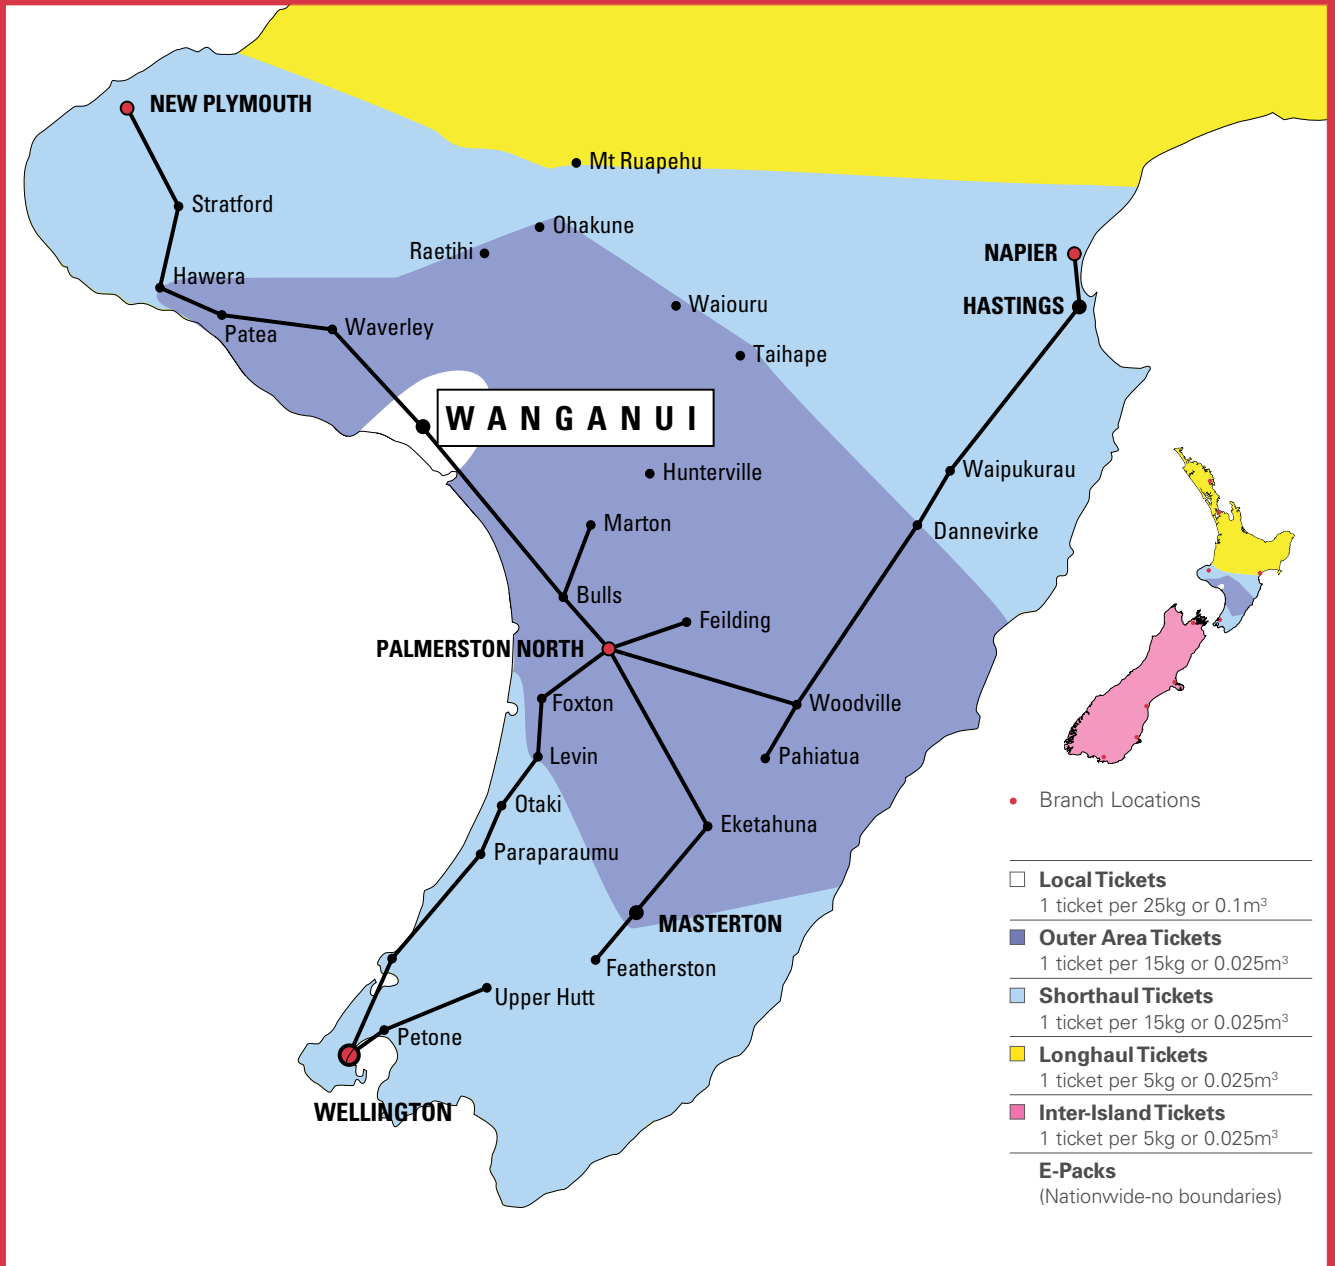 NEW PLYMOUTH
Mt Ruapehu
Stratford
Ohakune
Raetihi
NAPIER
Hawera
Waiouru
HASTINGS
Patea
Waverley
Taihape
WANGANUI
Hunterville
Waipukurau
Marton
Dannevirke
Bulls
Feilding
PALMERSTON NORTH
Foxton
Woodville
Levin
Pahiatua
Otaki
Eketahuna
Paraparaumu
MASTERTON
Featherston
Upper Hutt
Petone
WELLINGTON
Branch Locations
Local Tickets
1 ticket per 25kg or 0.1m³
Outer Area Tickets
1 ticket per 15kg or 0.025m³
Shorthaul Tickets
1 ticket per 15kg or 0.025m³
Longhaul Tickets
1 ticket per 5kg or 0.025m³
Inter-Island Tickets
1 ticket per 5kg or 0.025m³
E-Packs
(Nationwide-no boundaries)